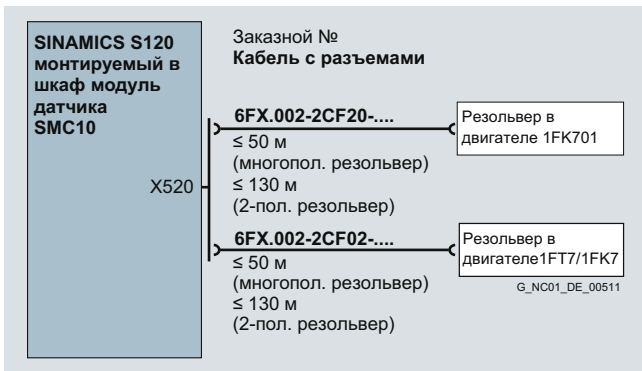 SINAMICS S120
монтируемый в
шкаф модуль
датчика
SMC10
X520
Заказной №
Кабель с разъемами
6FX.002-2CF20-....
≤ 50 м
(многопол. резольвер)
≤ 130 м
(2-пол. резольвер)
Резольвер в
двигателе 1FK701
6FX.002-2CF02-....
≤ 50 м
(многопол. резольвер)
≤ 130 м
(2-пол. резольвер)
Резольвер в
двигателе1FT7/1FK7
G_NC01_DE_00511